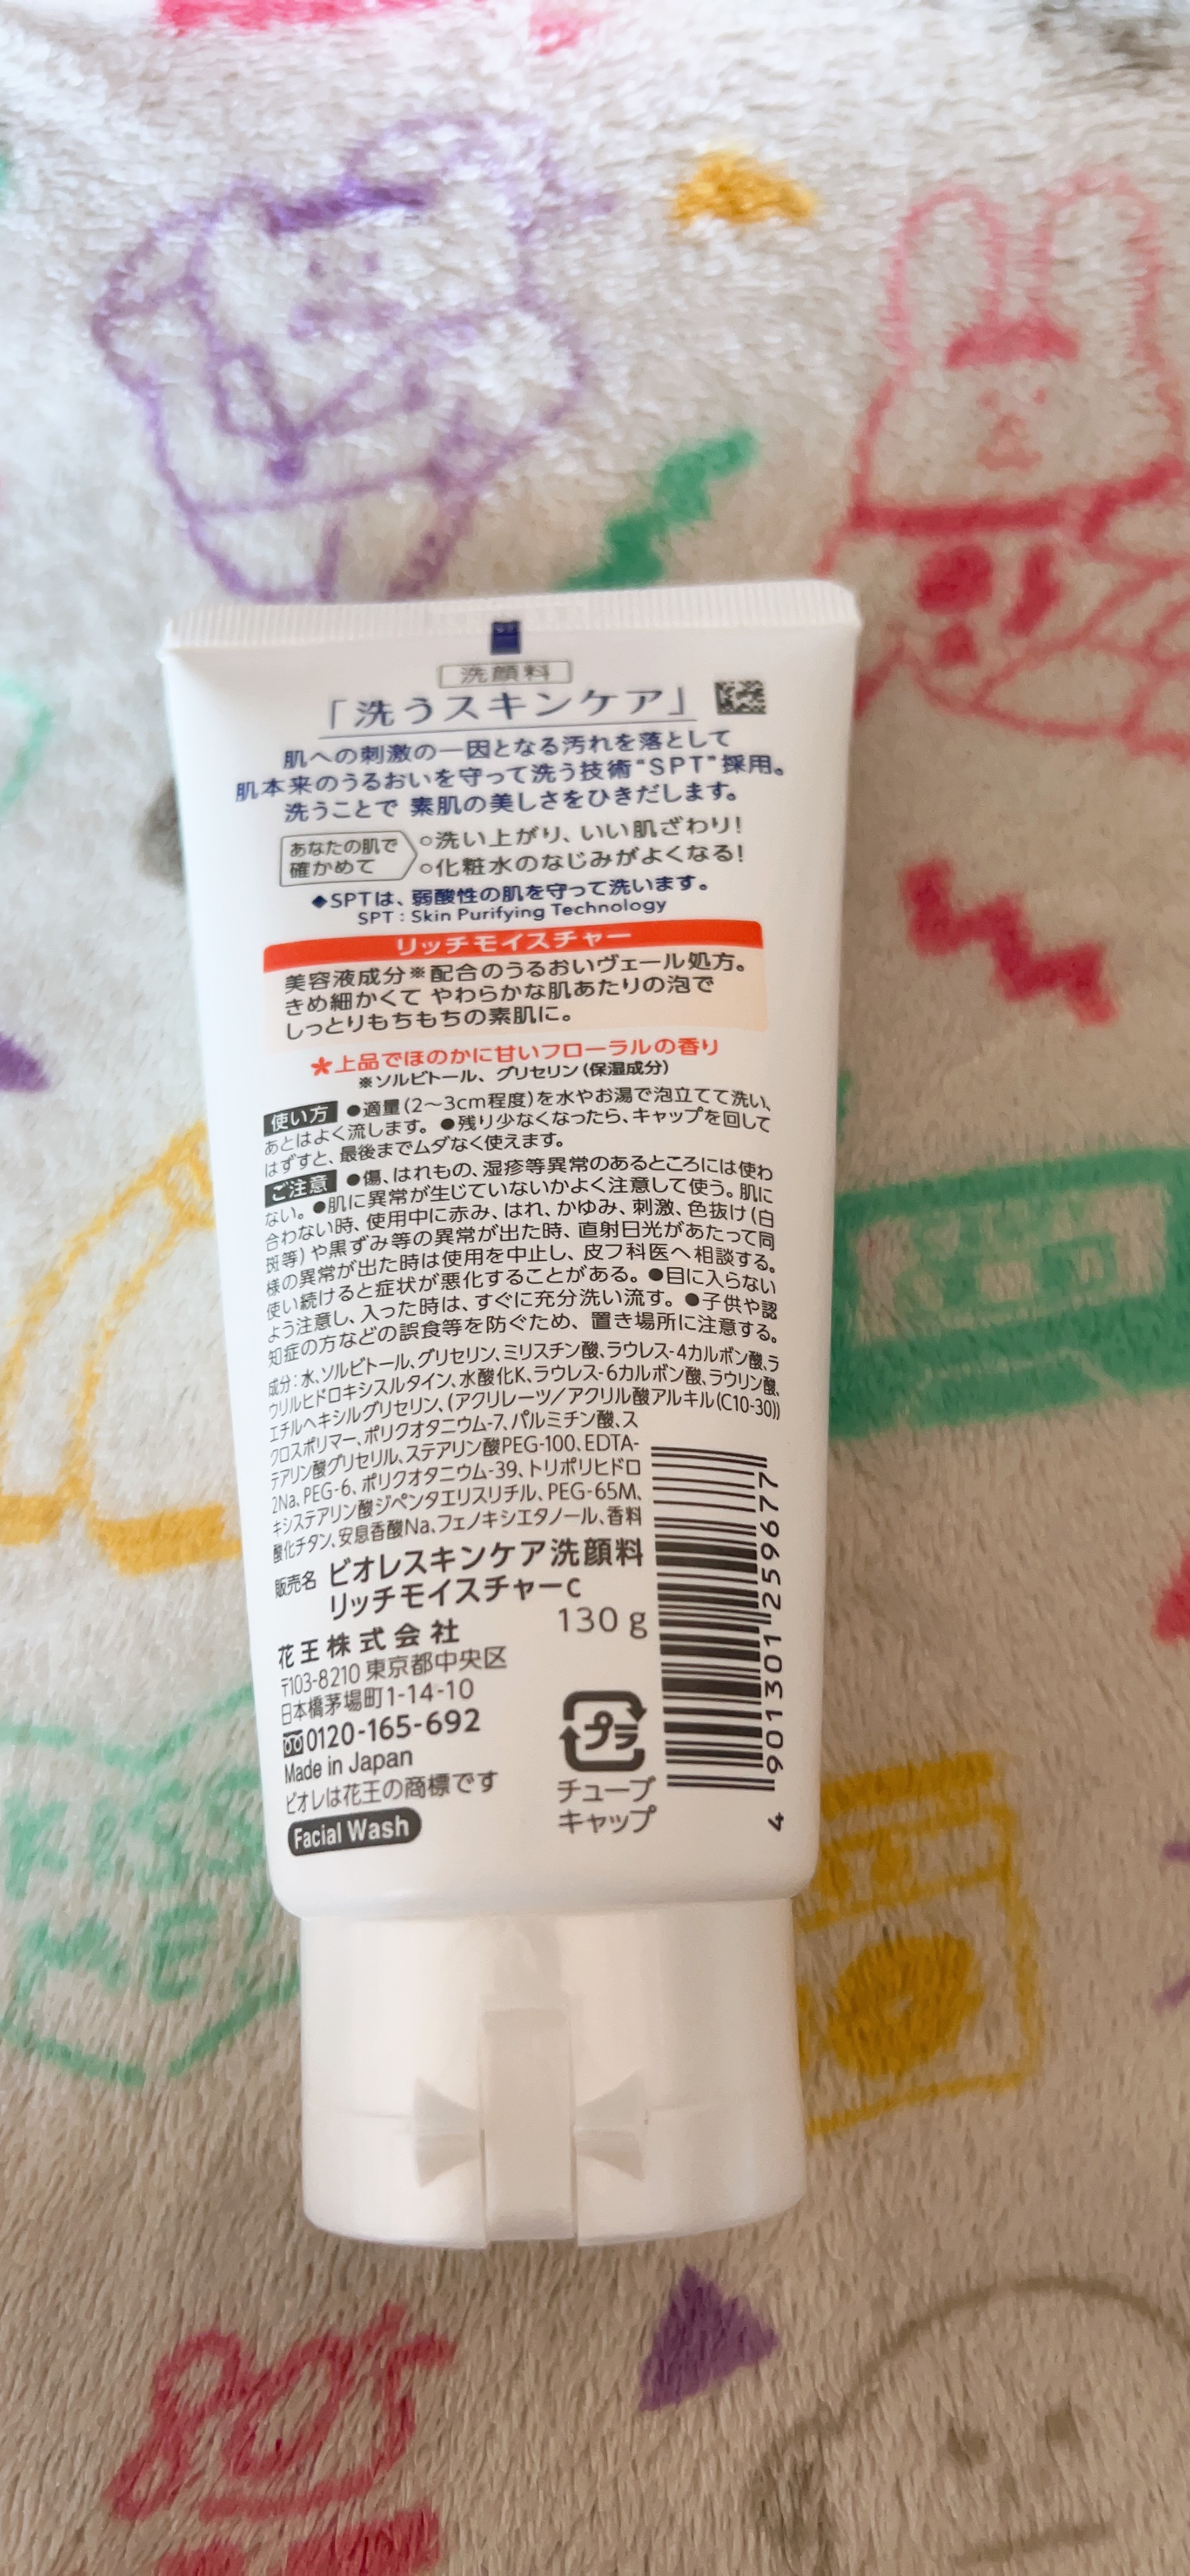 洗顔料
「洗うスキンケア」
肌への刺激の一因となる汚れを落として
肌本来のうるおいを守って洗う技術“SPT”採用。
洗うことで 素肌の美しさをひきだします。
あなたの肌で
確かめて
○洗い上がり、いい肌ざわり!
○化粧水のなじみがよくなる!
◆SPTは、弱酸性の肌を守って洗います。
SPT : Skin Purifying Technology
リッチモイスチャー
美容液成分※配合のうるおいヴェール処方。
きめ細かくて やわらかな肌あたりの泡で
しっとりもちもちの素肌に。
*上品でほのかに甘いフローラルの香り
※ソルビトール、グリセリン(保湿成分)
使い方 ●適量(2〜3cm程度)を水やお湯で泡立てて洗い、
あとはよく流します。 ●残り少なくなったら、キャップを回して
はずすと、最後までムダなく使えます。
ご注意 ●傷、はれもの、湿疹等異常のあるところには使わ
ない。●肌に異常が生じていないかよく注意して使う。肌に
合わない時、使用中に赤み、はれ、かゆみ、刺激、色抜け(白
斑等)や黒ずみ等の異常が出た時、直射日光があたって同
様の異常が出た時は使用を中止し、皮フ科医へ相談する。
使い続けると症状が悪化することがある。●目に入らない
よう注意し、入った時は、すぐに充分洗い流す。●子供や認
知症の方などの誤食等を防ぐため、置き場所に注意する。
成分:水、ソルビトール、グリセリン、ミリスチン酸、ラウレス-4カルボン酸、ラ
ウリルヒドロキシスルタイン、水酸化K、ラウレス-6カルボン酸、ラウリン酸、
エチルヘキシルグリセリン、(アクリレーツ/アクリル酸アルキル(C10-30))
クロスポリマー、ポリクオタニウム-7、パルミチン酸、ス
テアリン酸グリセリル、ステアリン酸PEG-100、EDTA-
2Na、PEG-6、ポリクオタニウム-39、トリポリヒドロ
キシステアリン酸ジペンタエリスリチル、PEG-65M、
酸化チタン、安息香酸Na、フェノキシエタノール、香料
販売名 ビオレスキンケア洗顔料
リッチモイスチャーc
130 g
花王株式会社
〒103-8210 東京都中央区
日本橋茅場町1-14-10
0120-165-692
Made in Japan
ビオレは花王の商標です
Facial Wash
プラ
チューブ
キャップ
4 901301 259677